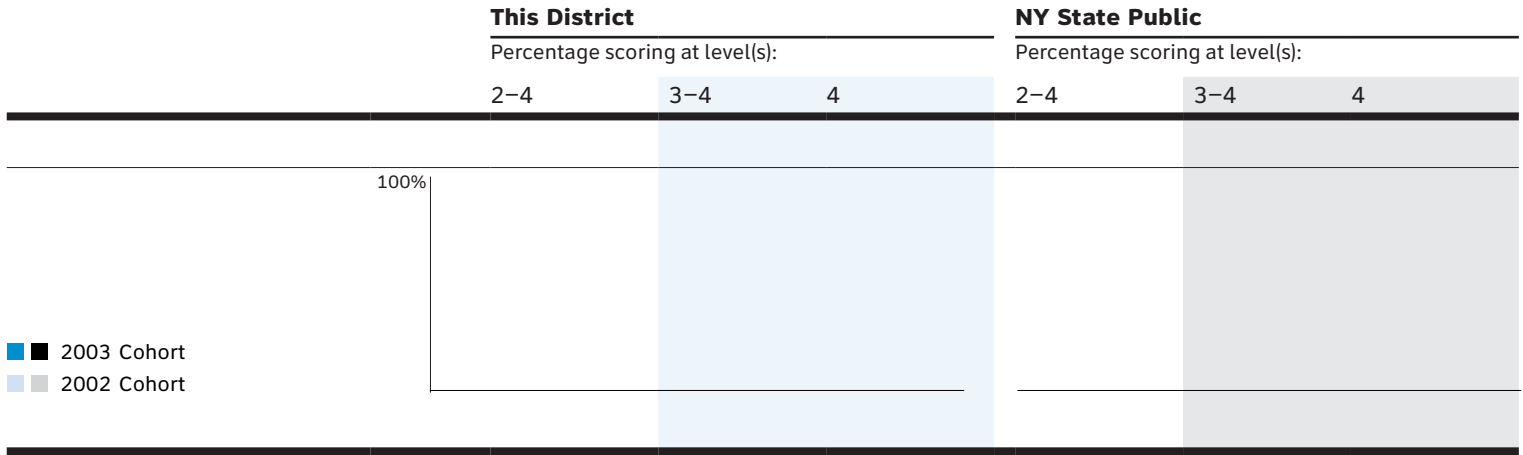 This District NY State Public
Percentage scoring at level(s): Percentage scoring at level(s):
2–4 3–4 4 2–4 3–4 4
100%
2003 Cohort
2002 Cohort